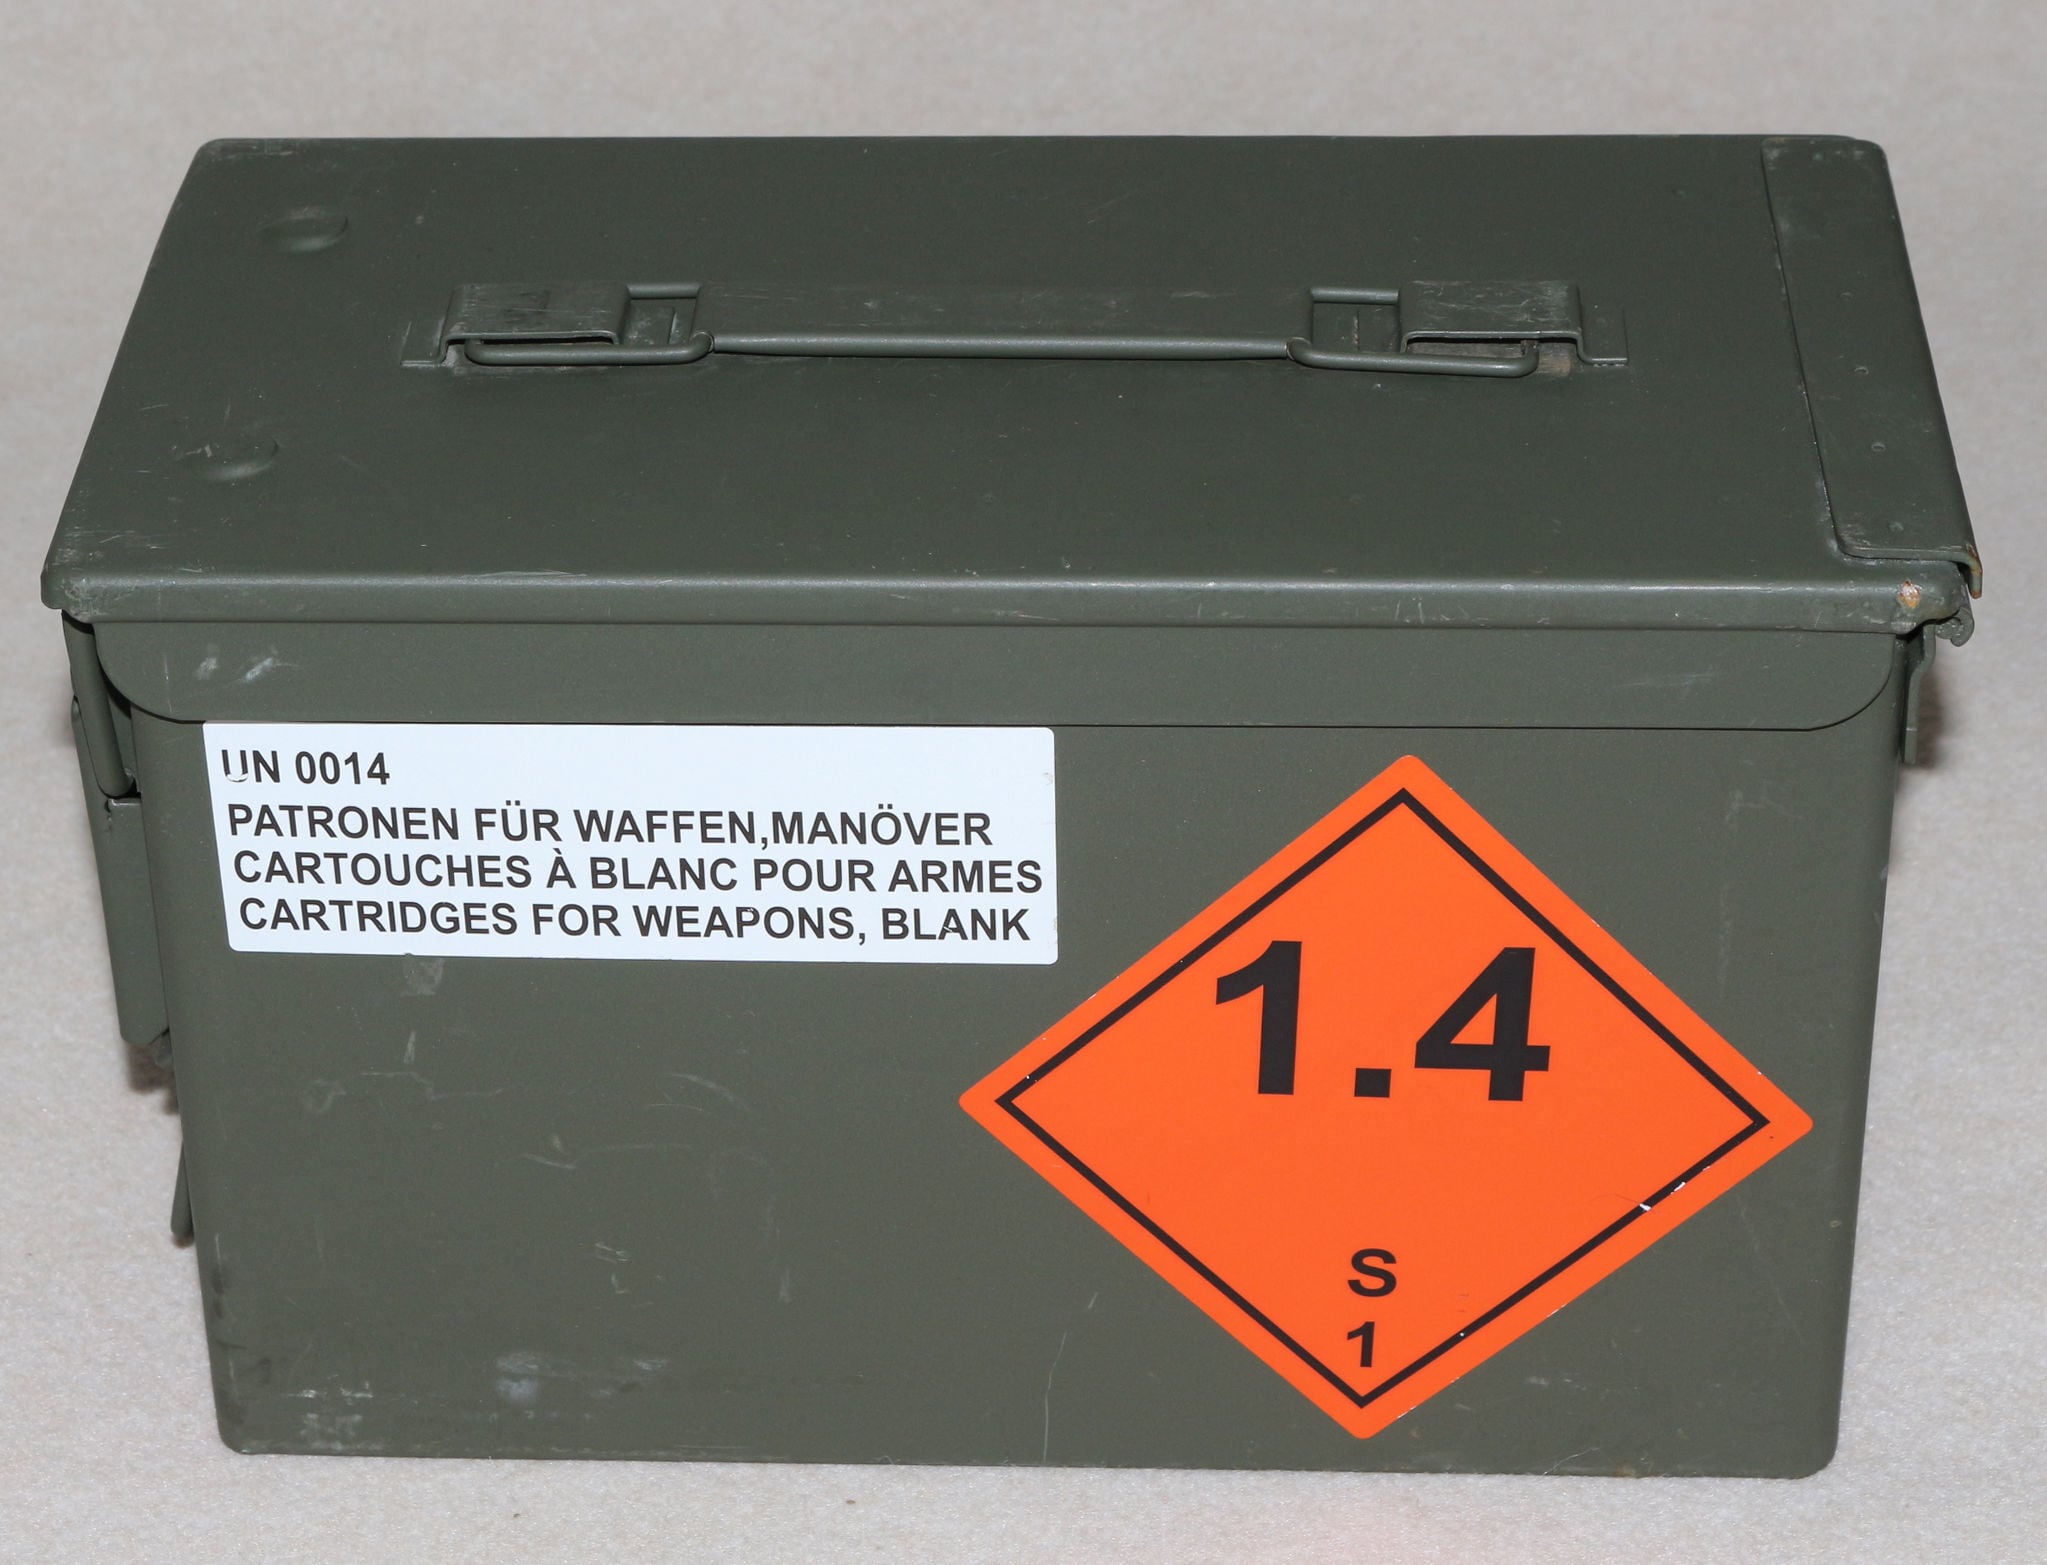 UN 0014
PATRONEN FÜR WAFFEN,MANÖVER
CARTOUCHES À BLANC POUR ARMES
CARTRIDGES FOR WEAPONS, BLANK
1.4
S
1